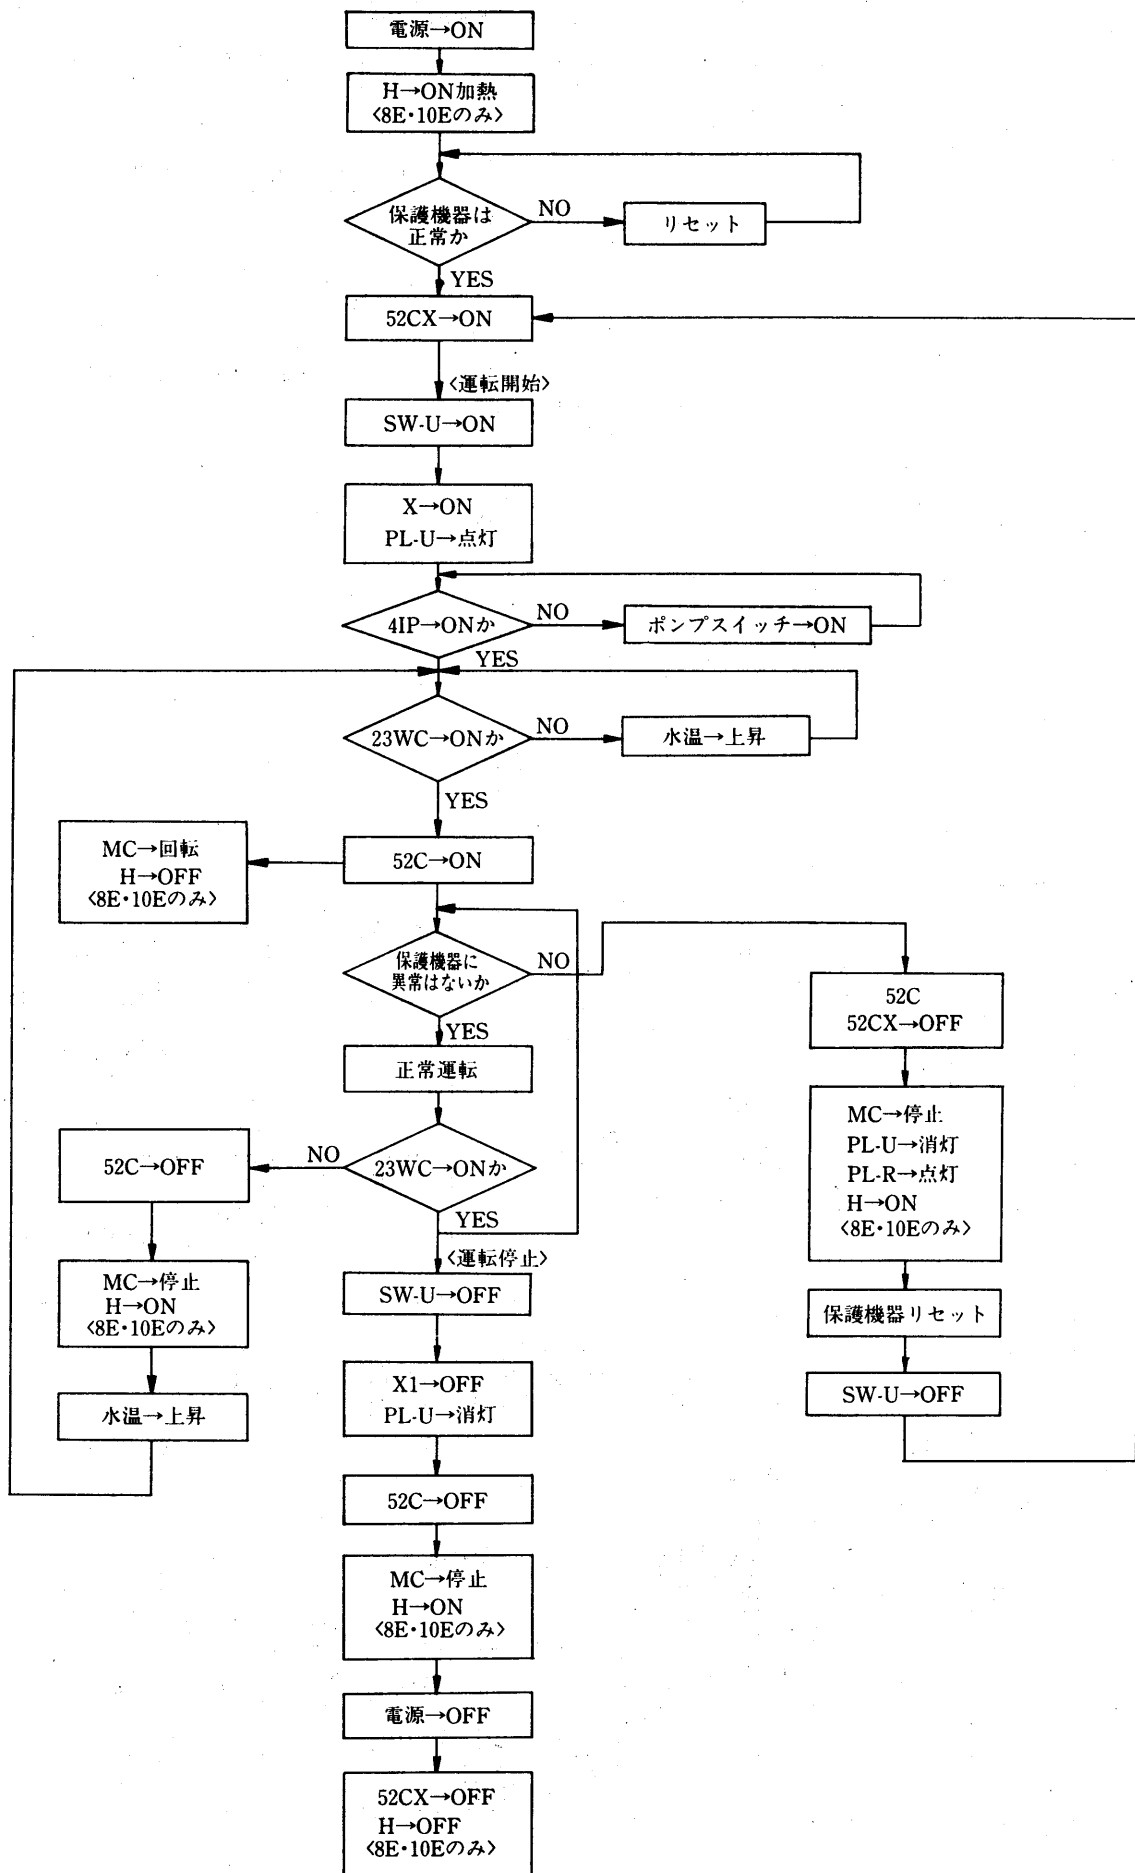 電源→ON
H→ON加熱
〈8E・10Eのみ〉
保護機器は
正常か
NO
リセット
YES
52CX→ON
〈運転開始〉
SW-U→ON
X→ON
PL-U→点灯
4IP→ONか
NO
ポンプスイッチ→ON
YES
23WC→ONか
NO
水温→上昇
YES
52C→ON
MC→回転
H→OFF
〈8E・10Eのみ〉
保護機器に
異常はないか
NO
52C
52CX→OFF
YES
正常運転
MC→停止
PL-U→消灯
PL-R→点灯
H→ON
〈8E・10Eのみ〉
23WC→ONか
NO
52C→OFF
YES
〈運転停止〉
MC→停止
H→ON
〈8E・10Eのみ〉
SW-U→OFF
保護機器リセット
水温→上昇
X1→OFF
PL-U→消灯
SW-U→OFF
52C→OFF
MC→停止
H→ON
〈8E・10Eのみ〉
電源→OFF
52CX→OFF
H→OFF
〈8E・10Eのみ〉